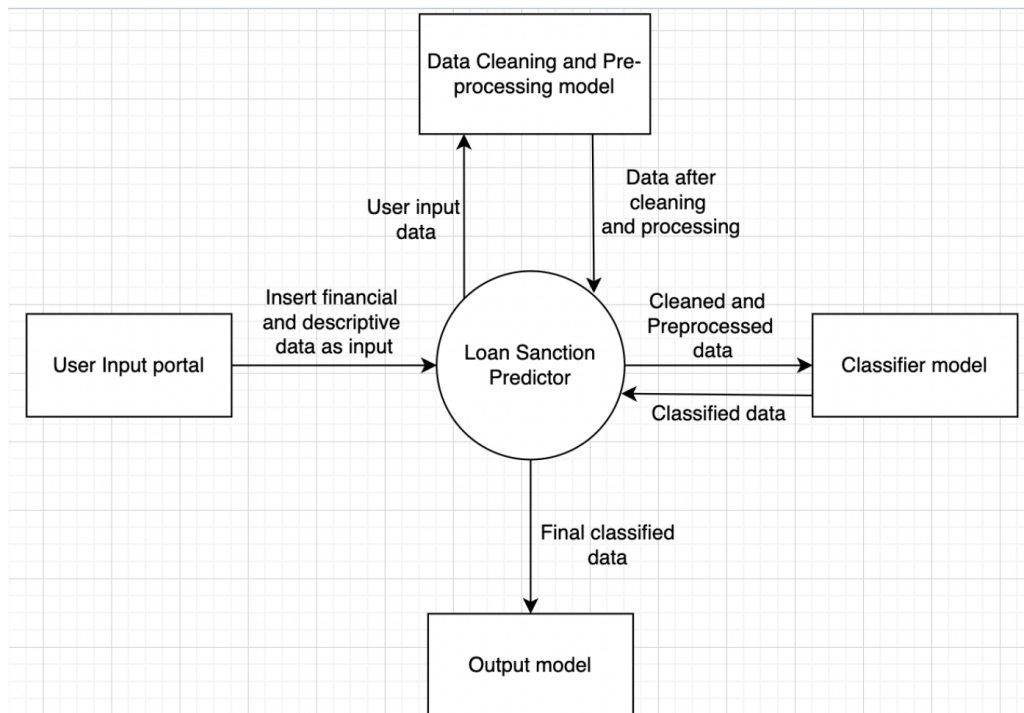 Data Cleaning and Pre-
processing model
User input
data
Data after
cleaning
and processing
Insert financial
and descriptive
data as input
Cleaned and
Preprocessed
data
User Input portal
Loan Sanction
Predictor
Classifier model
Classified data
Final classified
data
Output model